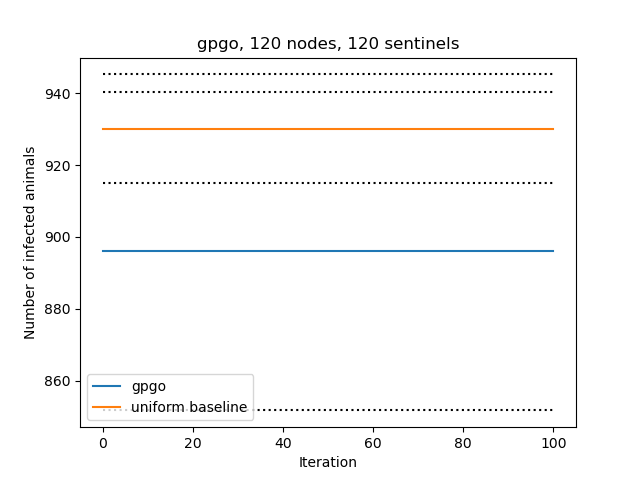 gpgo, 120 nodes, 120 sentinels
940
920
900
880
860
Number of infected animals
gpgo
uniform baseline
0
20
40
60
80
100
Iteration